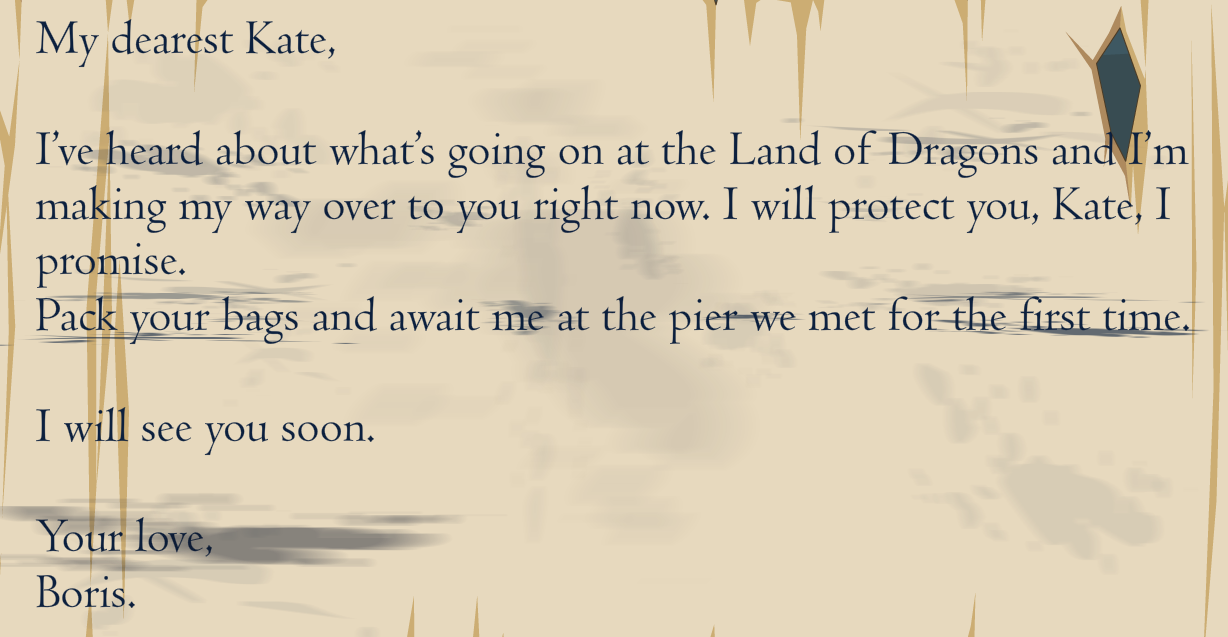 My dearest Kate,
I've heard about what's going on at the Land of Dragons and I'm
making my way over to you right now. I will protect you, Kate, I
promise.
Pack your bags and await me at the pier we met for the first time.
I will see you soon.
Your love,
Boris.